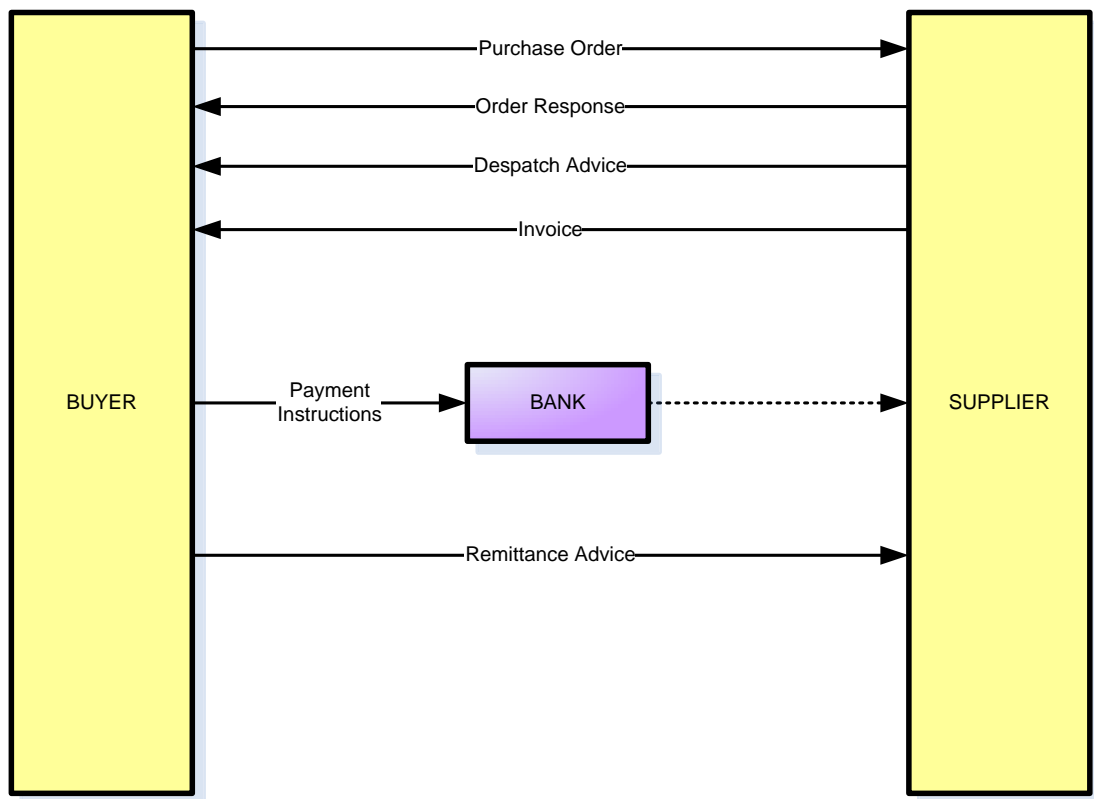 Purchase Order
Order Response
Despatch Advice
Invoice
BUYER
Payment
Instructions
BANK
SUPPLIER
Remittance Advice